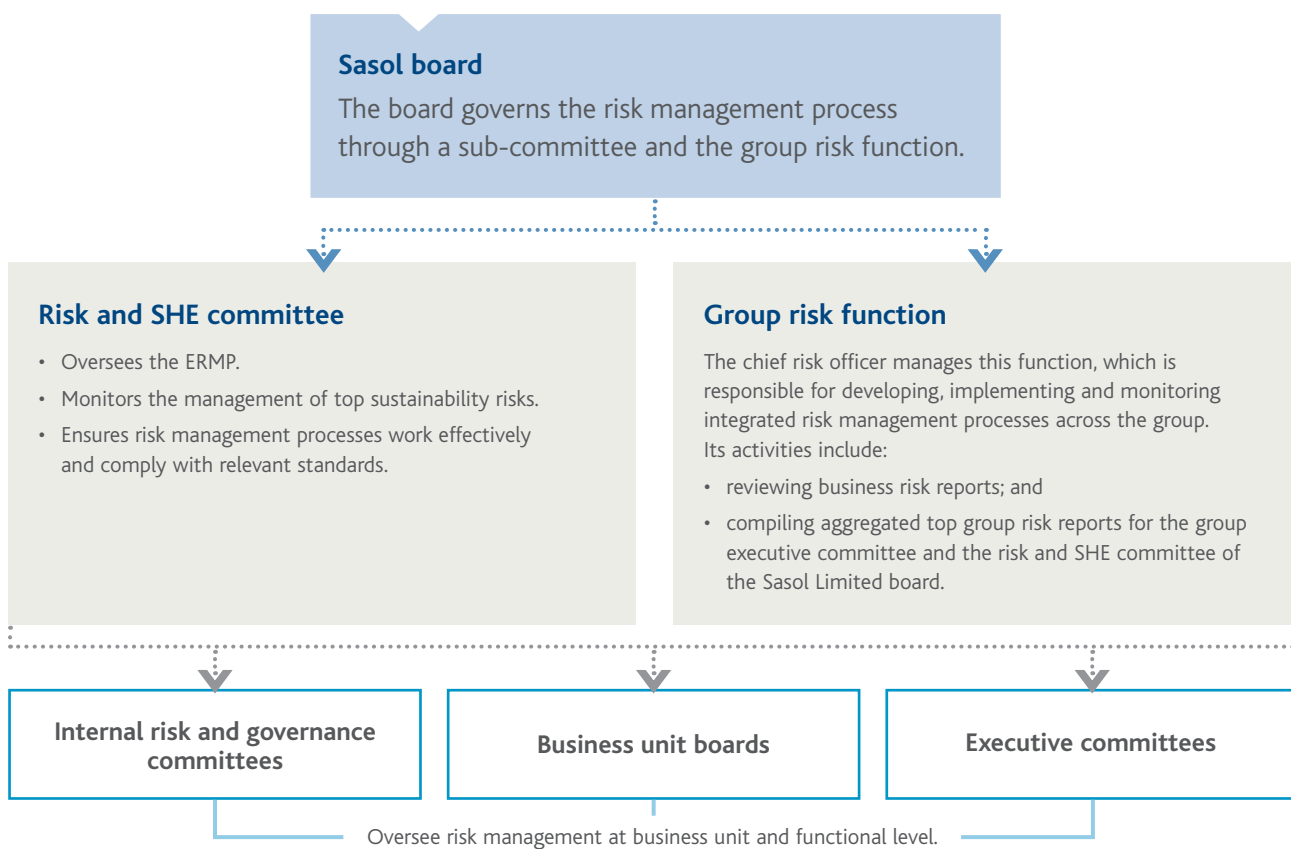 Sasol board
The board governs the risk management process
through a sub-committee and the group risk function.
Risk and SHE committee
• Oversees the ERMP.
• Monitors the management of top sustainability risks.
• Ensures risk management processes work effectively
and comply with relevant standards.
Group risk function
The chief risk officer manages this function, which is
responsible for developing, implementing and monitoring
integrated risk management processes across the group.
Its activities include:
• reviewing business risk reports; and
• compiling aggregated top group risk reports for the group
executive committee and the risk and SHE committee of
the Sasol Limited board.
Internal risk and governance
committees
Business unit boards
Executive committees
Oversee risk management at business unit and functional level.